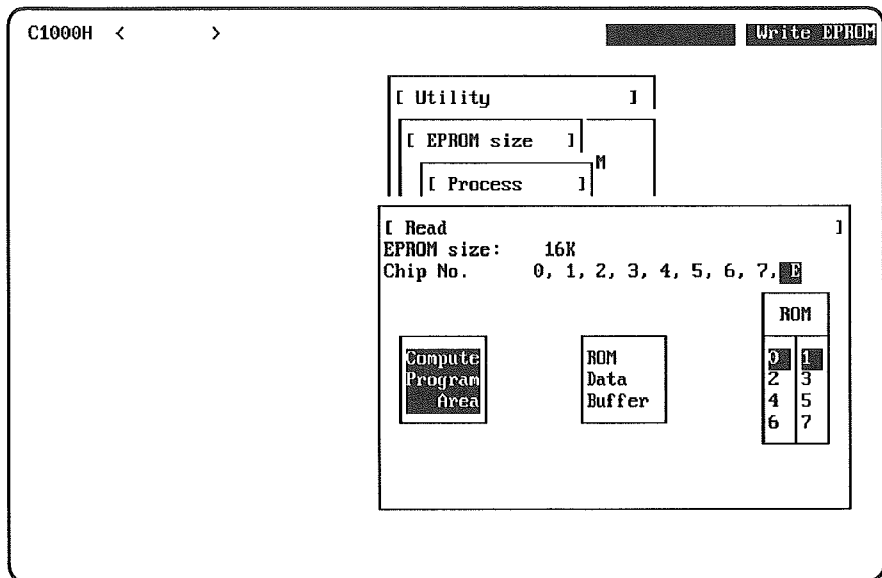 C1000H < > Write EPROM
[ Utility ]
[ EPROM size ]
M
[ Process ]
[ Read ]
EPROM size: 16K
Chip No. 0, 1, 2, 3, 4, 5, 6, 7, E
ROM
Compute ROM 0 1
Program Data 2 3
Area Buffer 4 5
6 7